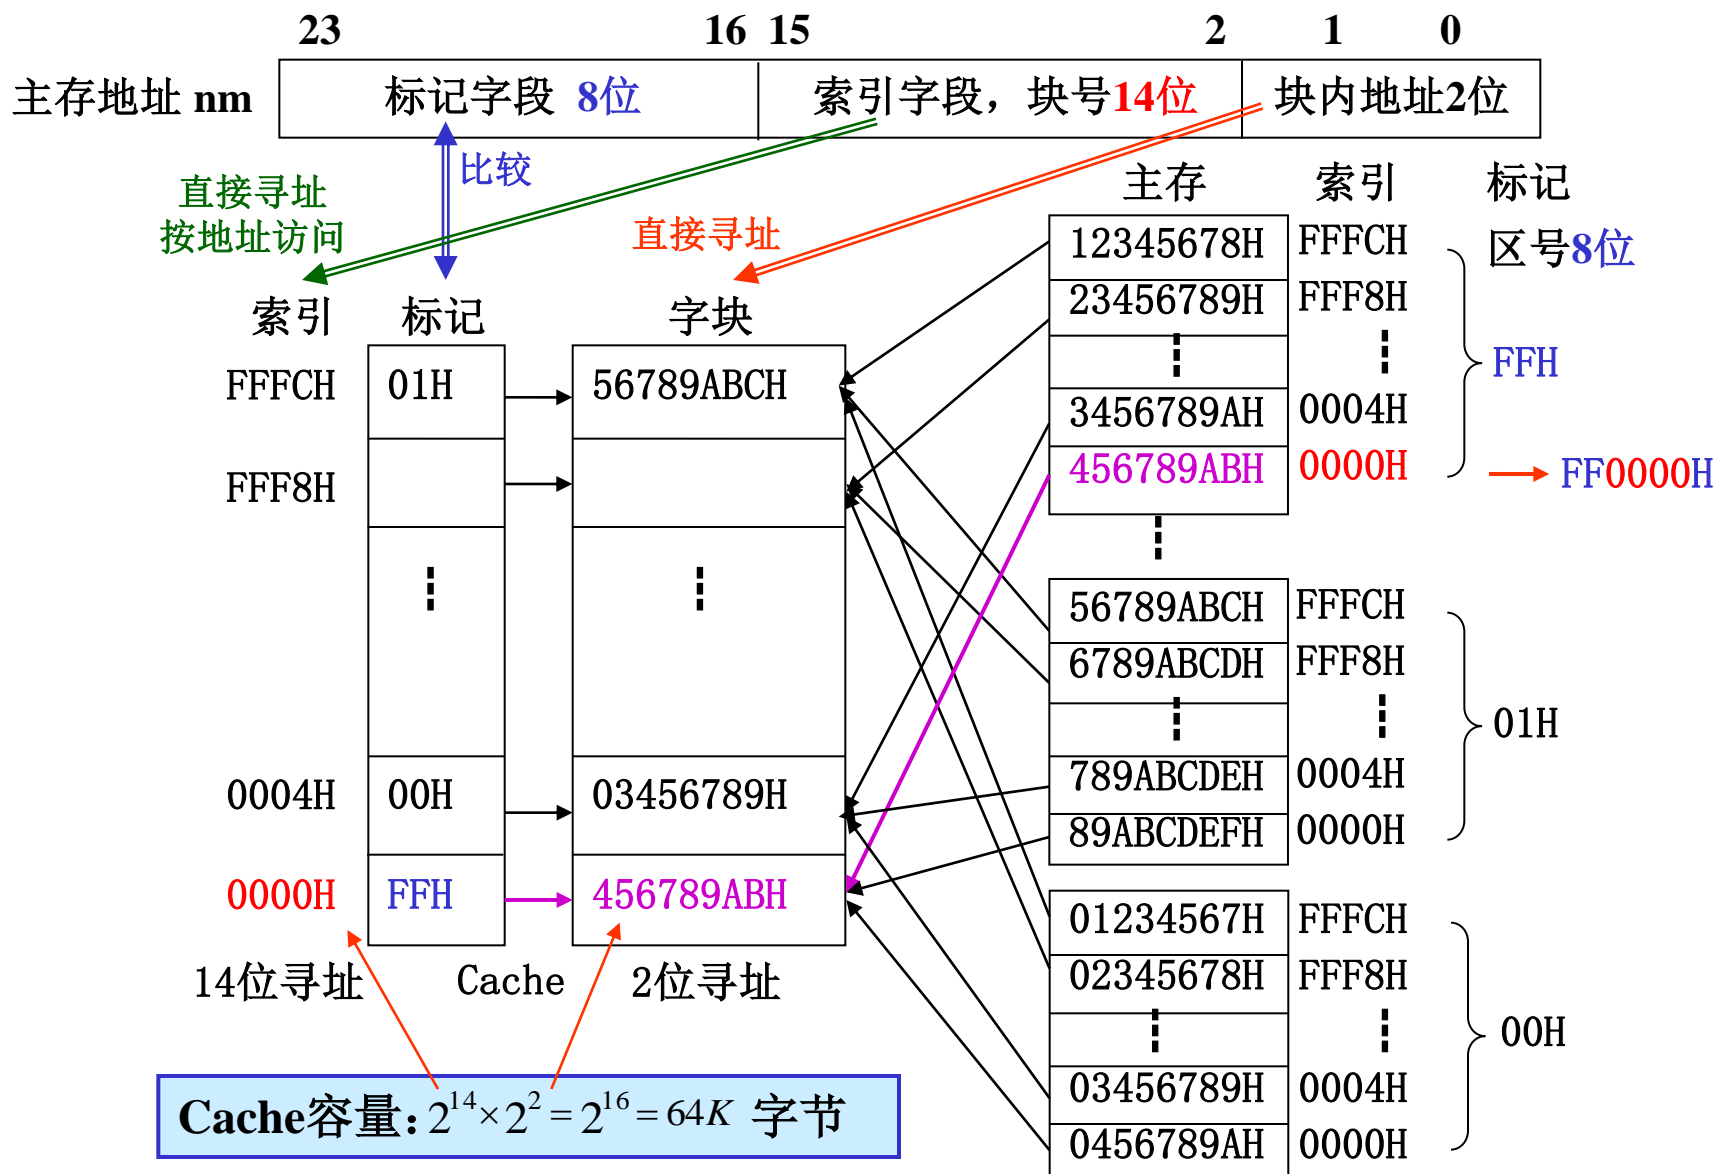 23 16 15 2 1 0
主存地址 nm 标记字段 8位 索引字段，块号14位 块内地址2位
比较
直接寻址
按地址访问
直接寻址
主存 索引 标记
12345678H FFFCH 区号8位
23456789H FFF8H
FFH
3456789AH 0004H
456789ABH 0000H FF0000H
索引 标记 字块
FFFCH 01H 56789ABCH
FFF8H
0004H 00H 03456789H
0000H FFH 456789ABH
14位寻址 Cache 2位寻址
56789ABCH FFFCH
6789ABCDH FFF8H
01H
789ABCDEH 0004H
89ABCDEFH 0000H
01234567H FFFCH
02345678H FFF8H
00H
03456789H 0004H
0456789AH 0000H
Cache容量：2^14×2^2=2^16=64K 字节